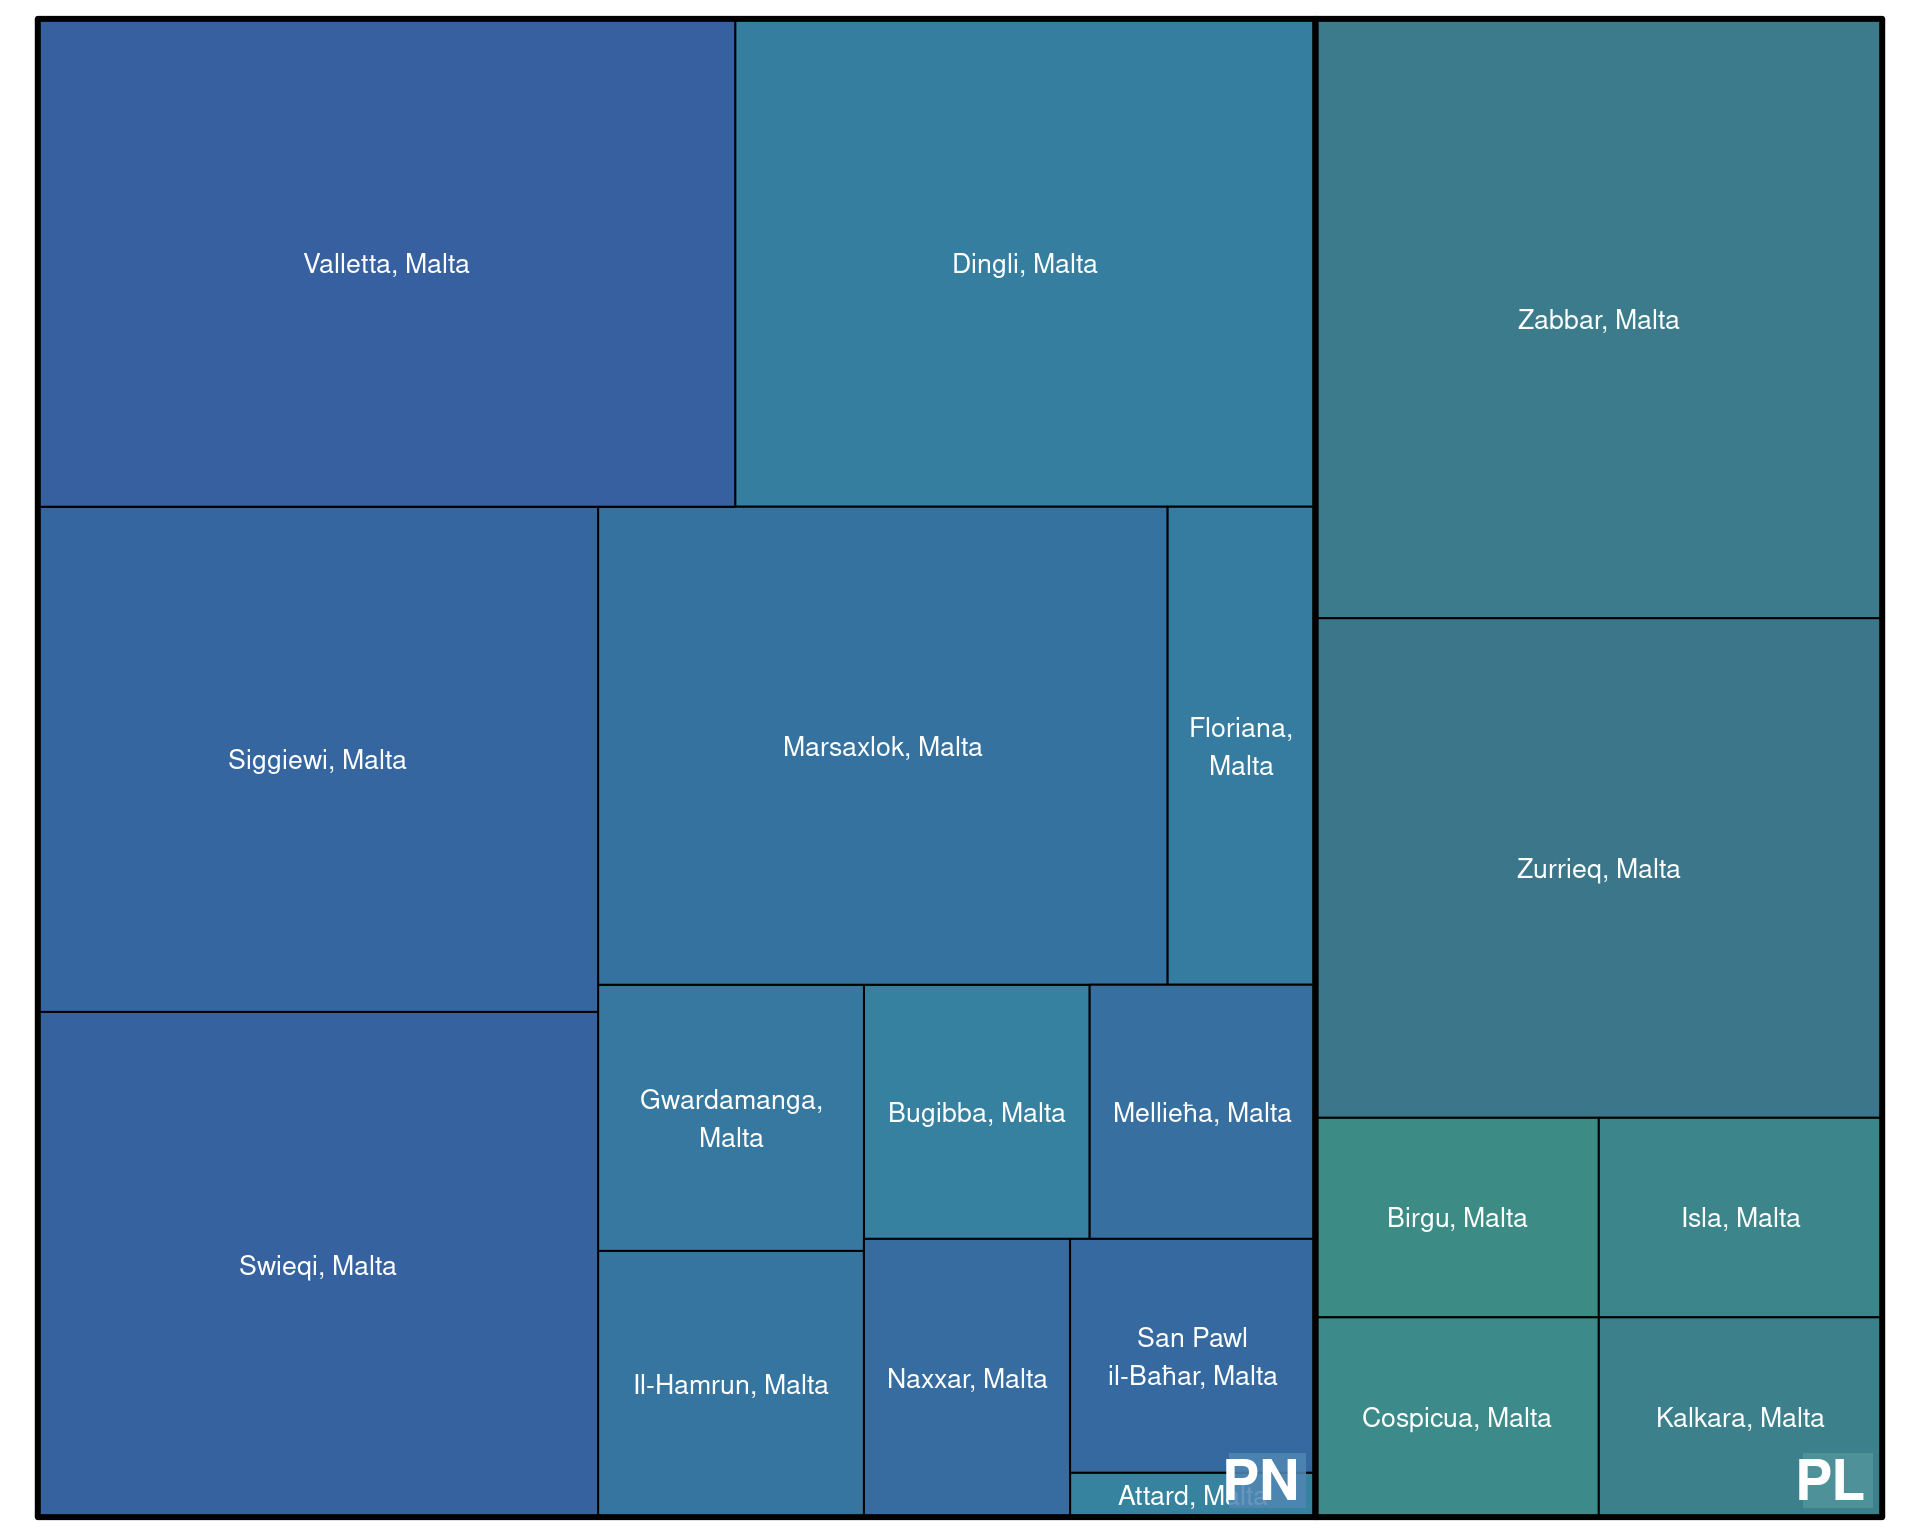 Valletta, Malta
Dingli, Malta
Zabbar, Malta
Siggiewi, Malta
Marsaxlok, Malta
Floriana,
Malta
Zurrieq, Malta
Swieqi, Malta
Gwardamanga,
Malta
Bugibba, Malta
Mellieħa, Malta
Il-Hamrun, Malta
Naxxar, Malta
San Pawl
il-Baħar, Malta
Attard, Malta
PN
Birgu, Malta
Isla, Malta
Cospicua, Malta
Kalkara, Malta
PL